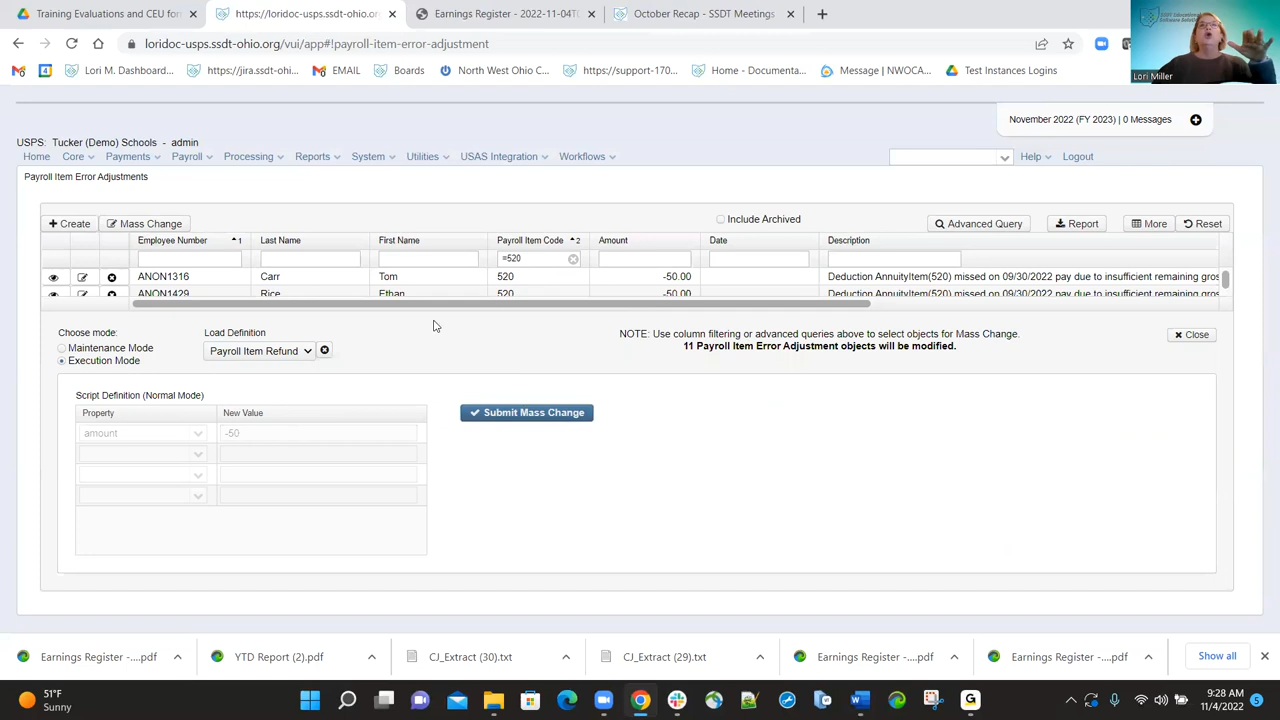 Training Evaluations and CEU for
https://loridoc-usps.ssdt-ohio.org/
Earnings register - 2022-11-04T
October Recap - SSDT Meetings
loridoc-usps.ssdt-ohio.org/vui/app#!payroll-item-error-adjustment
Lori M. Dashboard...
https://jira.ssdt-ohi...
EMAIL
Boards
North West Ohio C...
https://support-170...
Home - Documenta...
Message | NWOCA...
Test Instances Logins
Lori Miller
November 2022 (FY 2023) | 0 Messages
USPS: Tucker (Demo) Schools - admin
Home Core Payments Payroll Processing Reports System Utilities USAS Integration Workflows Help Logout
Payroll Item Error Adjustments
Create Mass Change Include Archived Advanced Query Report More Reset
Employee Number 1 Last Name First Name Payroll Item Code 2 Amount Date Description
=520
ANON1316 Carr Tom 520 -50.00 Deduction AnnuityItem(520) missed on 09/30/2022 pay due to insufficient remaining gros
ANON1429 Rice Ethan 520 -50.00 Deduction AnnuityItem(520) missed on 09/30/2022 pay due to insufficient remaining gros
Choose mode:
Maintenance Mode
Execution Mode
Load Definition
Payroll Item Refund
NOTE: Use column filtering or advanced queries above to select objects for Mass Change.
11 Payroll Item Error Adjustment objects will be modified.
Close
Script Definition (Normal Mode)
Property New Value
amount -50
Submit Mass Change
Earnings Register -....pdf
YTD Report (2).pdf
CJ_Extract (30).txt
CJ_Extract (29).txt
Earnings Register -....pdf
Earnings Register -....pdf
Show all
51°F
Sunny
9:28 AM
11/4/2022
5